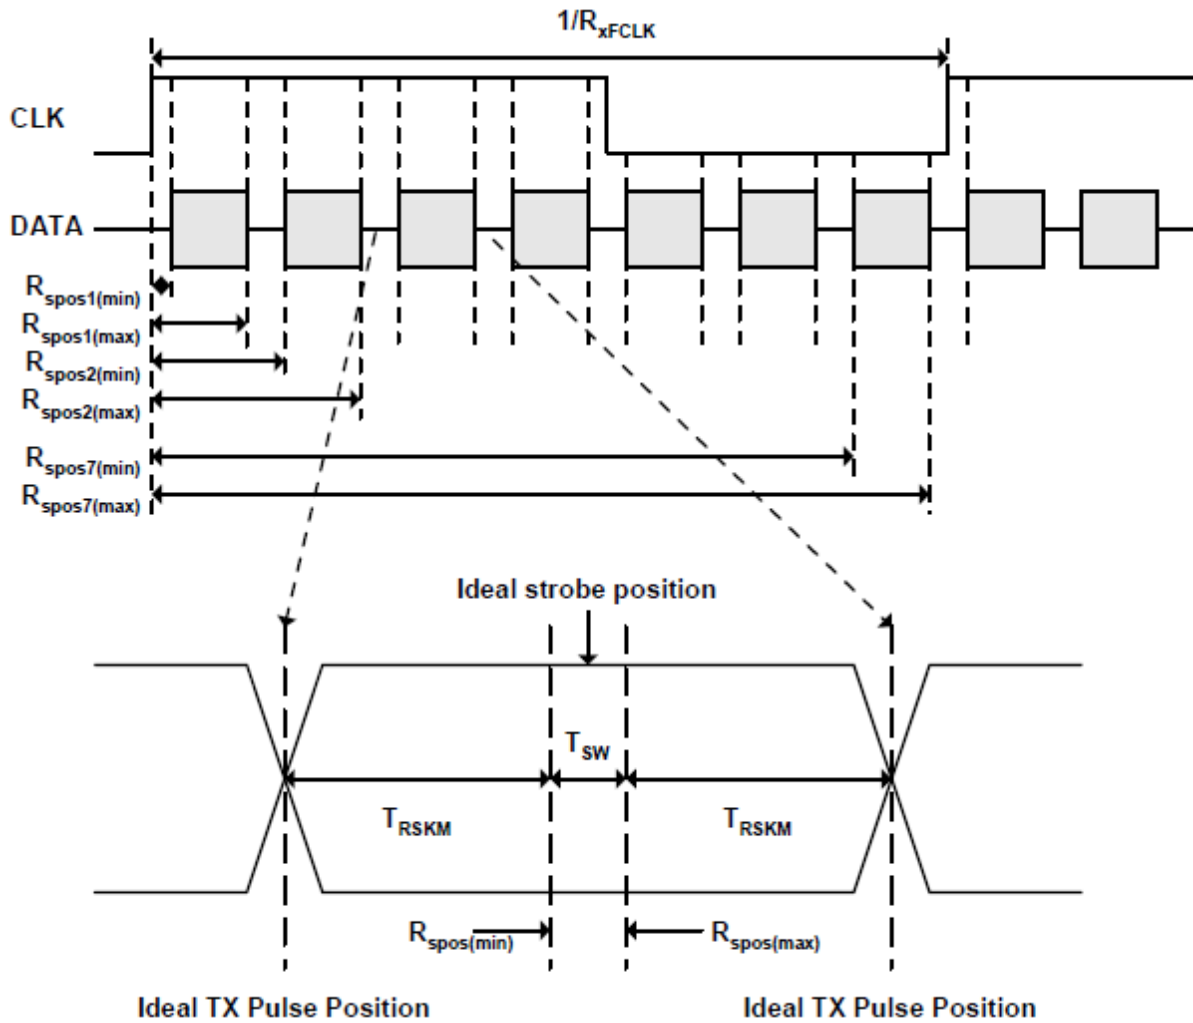 1/RxFCLK
CLK
DATA
Rspos1(min)
Rspos1(max)
Rspos2(min)
Rspos2(max)
Rspos7(min)
Rspos7(max)
Ideal strobe position
TSW
TRSKM
TRSKM
Rspos(min)
Rspos(max)
Ideal TX Pulse Position
Ideal TX Pulse Position